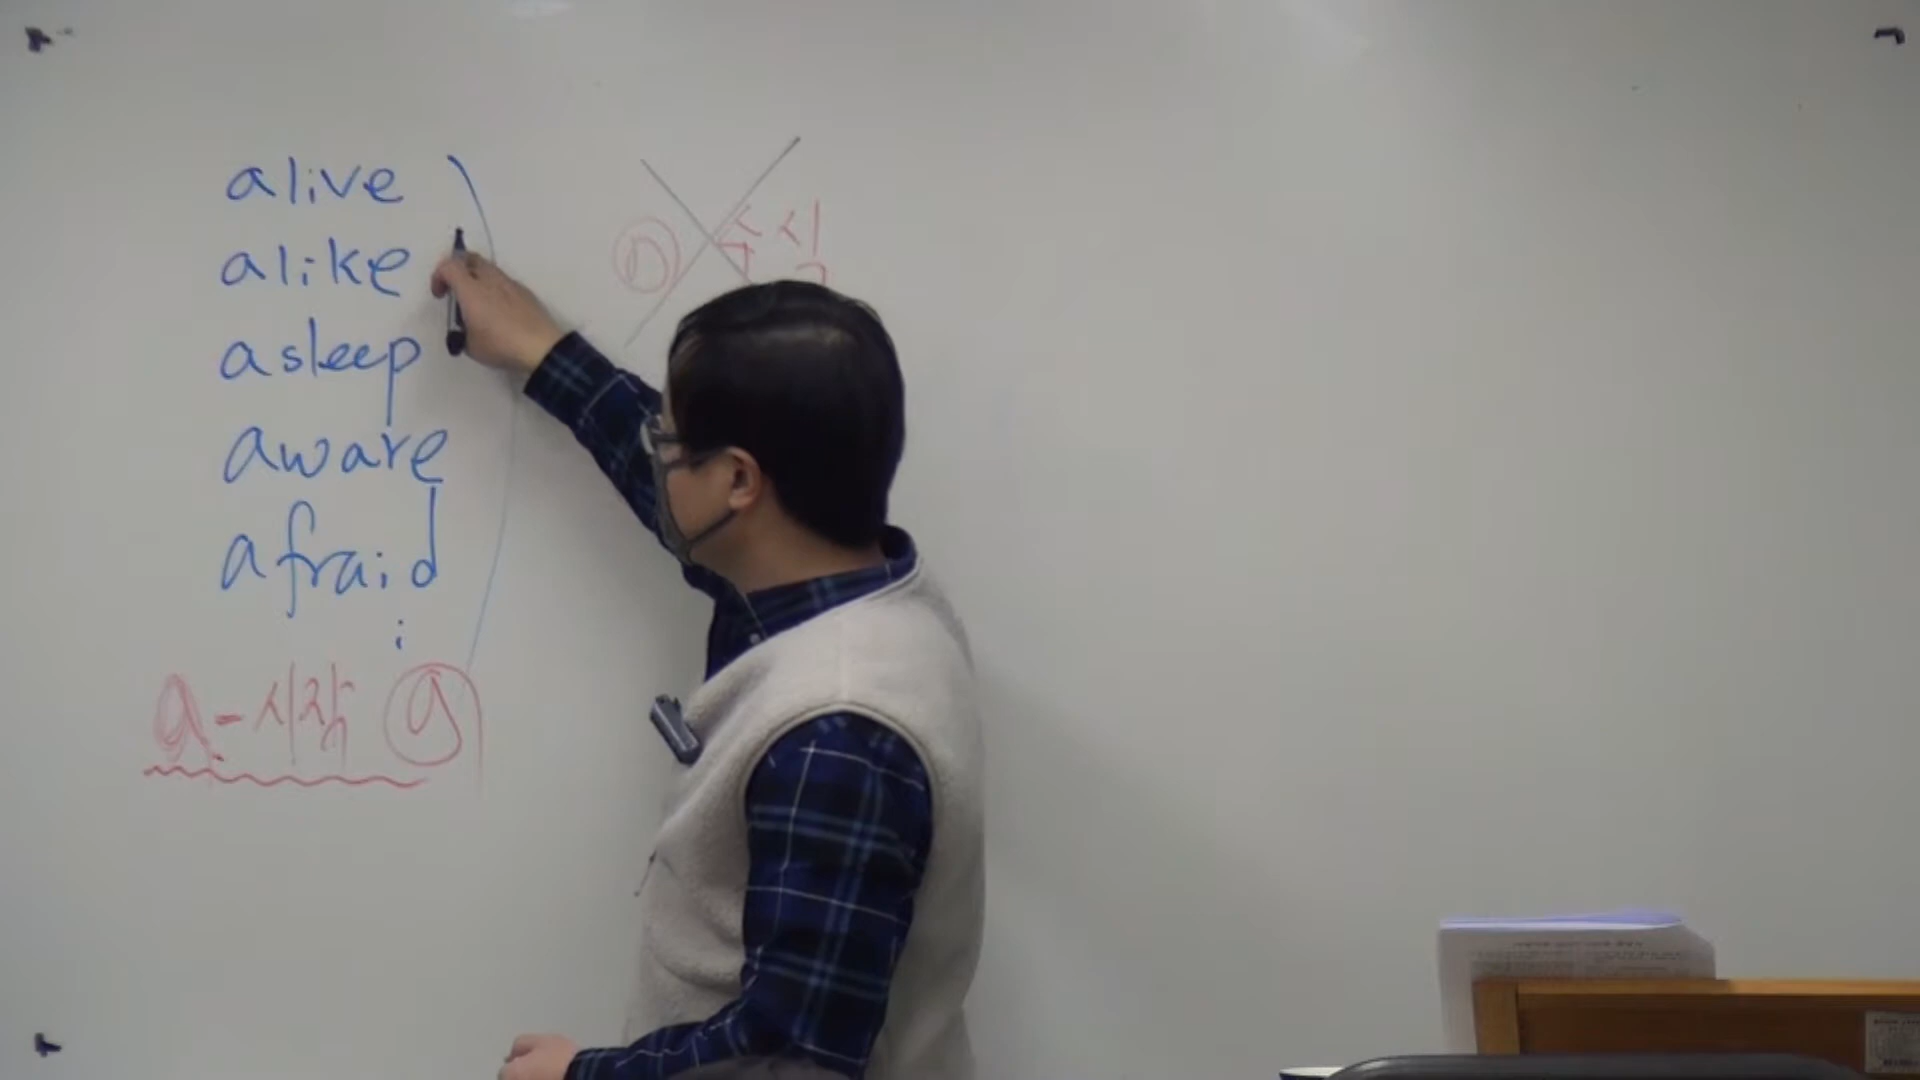 alive
alike
asleep
aware
afraid
a-시작 ⓐ
ⓝ 수식